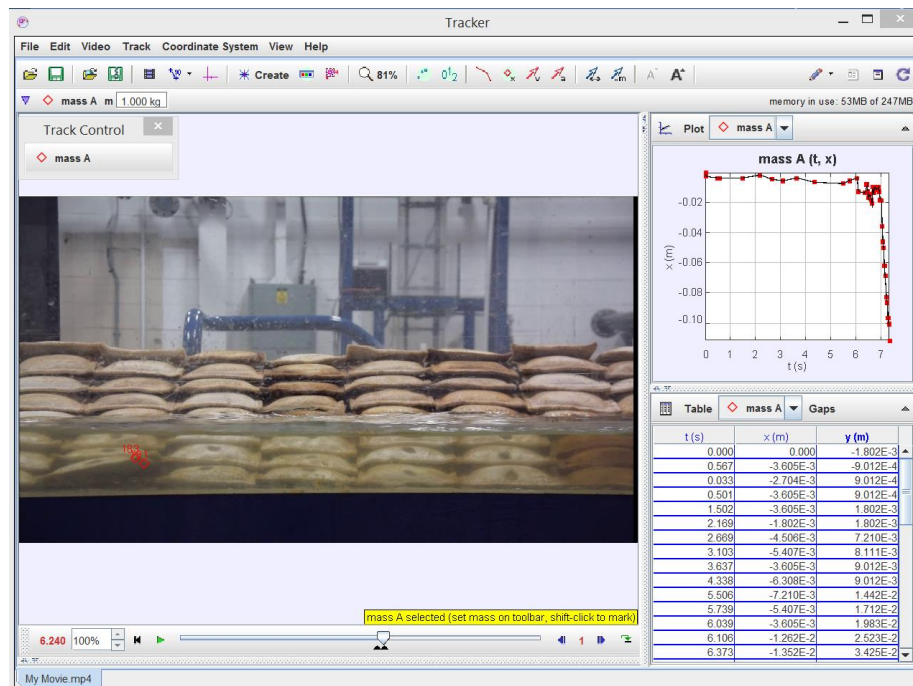 Tracker
File Edit Video Track Coordinate System View Help
Create 81%
mass A m 1.000 kg memory in use: 53MB of 247MB
Track Control
mass A
Plot mass A
mass A (t, x)
-0.02
-0.04
-0.06
-0.08
-0.10
x (m)
0 1 2 3 4 5 6 7
t (s)
Table mass A Gaps
t (s) x (m) y (m)
0.000 0.000 -1.802E-3
0.567 -3.605E-3 -9.012E-4
0.033 -2.704E-3 9.012E-4
0.501 -3.605E-3 9.012E-4
1.502 -3.605E-3 1.802E-3
2.169 -1.802E-3 1.802E-3
2.669 -4.506E-3 7.210E-3
3.103 -5.407E-3 8.111E-3
3.637 -3.605E-3 9.012E-3
4.338 -6.308E-3 9.012E-3
5.506 -7.210E-3 1.442E-2
5.739 -5.407E-3 1.712E-2
6.039 -3.605E-3 1.983E-2
6.106 -1.262E-2 2.523E-2
6.373 -1.352E-2 3.425E-2
mass A selected (set mass on toolbar, shift-click to mark)
6.240 100% 1
My Movie.mp4